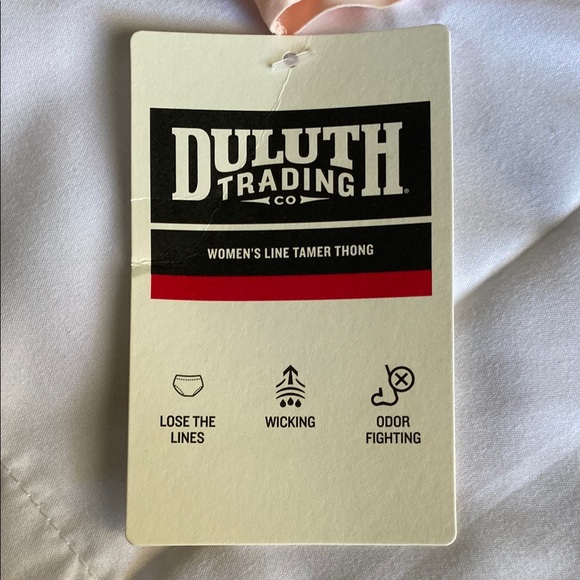 DULUTH
TRADING
CO
WOMEN'S LINE TAMER THONG
LOSE THE
LINES
WICKING
ODOR
FIGHTING